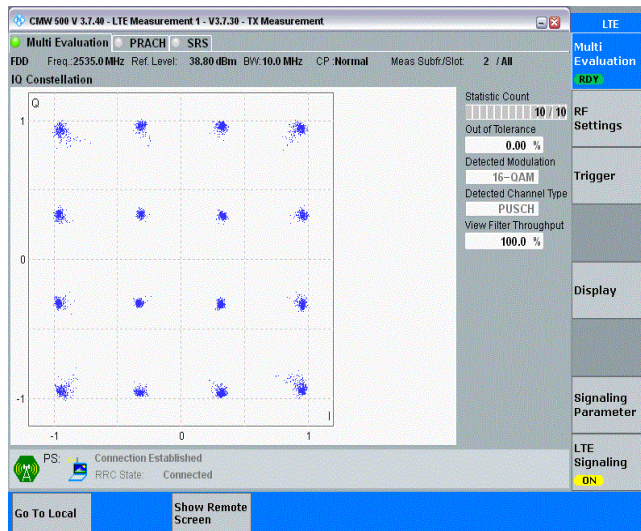 CMW 500 V 3.7.40 - LTE Measurement 1 - V3.7.30 - TX Measurement
LTE
Multi Evaluation PRACH SRS
FDD Freq.:2535.0 MHz Ref. Level: 38.80 dBm BW:10.0 MHz CP :Normal Meas Subfr./Slot: 2 / All
IQ Constellation
Q
1
0
-1
-1 0 1
I
Statistic Count
10 / 10
Out of Tolerance
0.00 %
Detected Modulation
16-QAM
Detected Channel Type
PUSCH
View Filter Throughput
100.0 %
Multi
Evaluation
RDY
RF
Settings
Trigger
Display
Signaling
Parameter
LTE
Signaling
ON
PS: Connection Established
RRC State: Connected
Go To Local
Show Remote
Screen